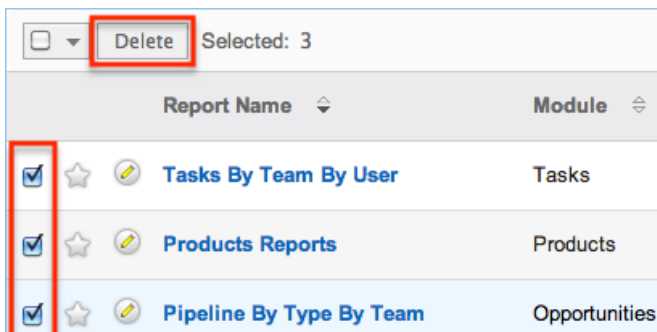 Delete Selected: 3
Report Name Module
Tasks By Team By User Tasks
Products Reports Products
Pipeline By Type By Team Opportunities